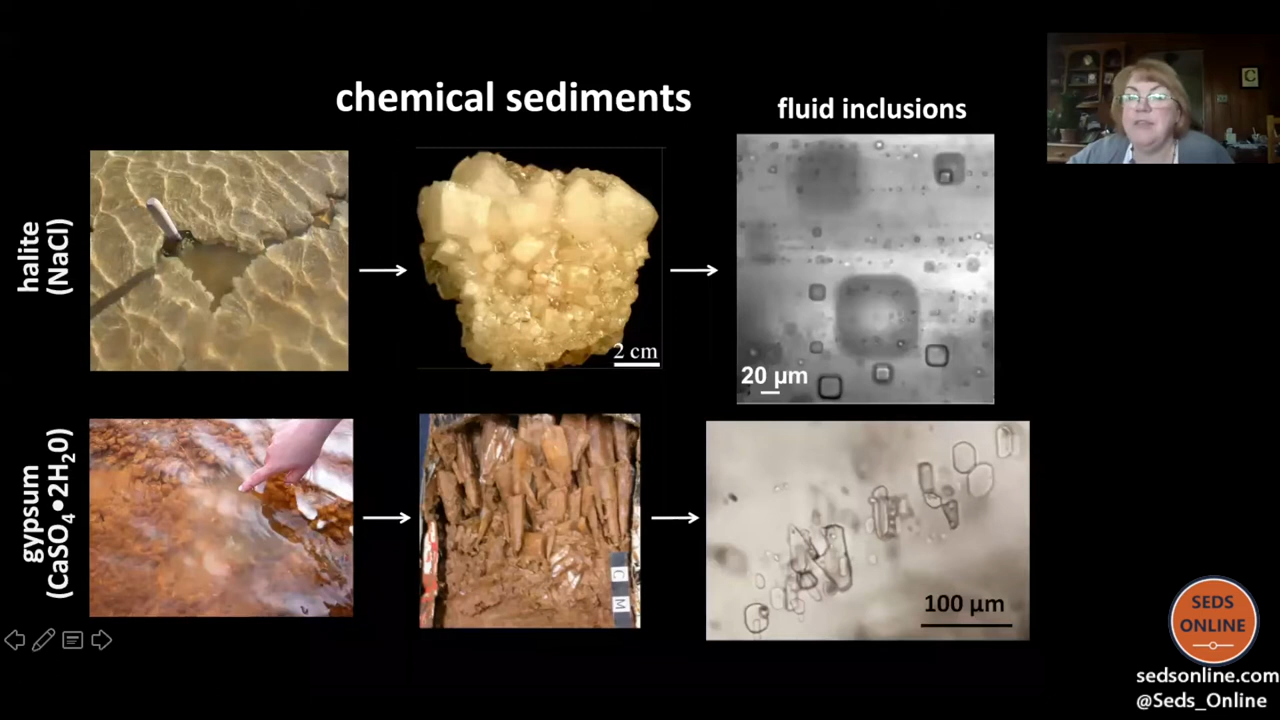 chemical sediments
fluid inclusions
halite
(NaCl)
2 cm
20 µm
gypsum
(CaSO4•2H20)
C
M
100 µm
SEDS
ONLINE
sedsonline.com
@Seds_Online
C